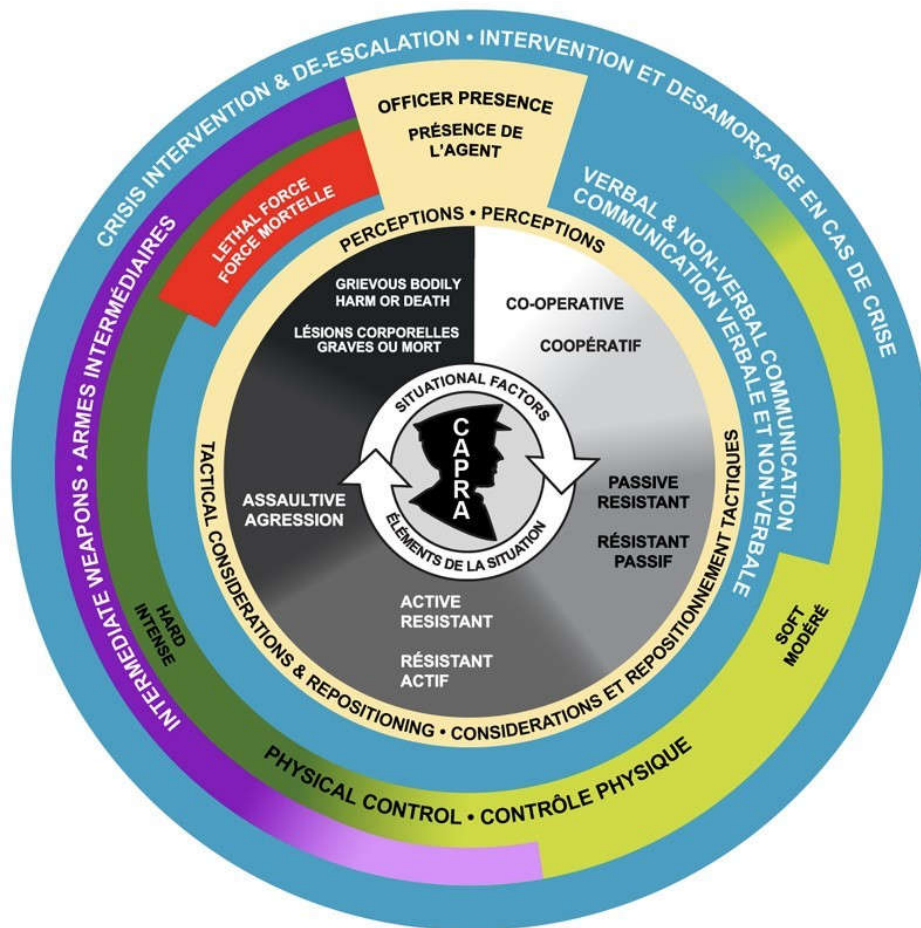 CRISIS INTERVENTION & DE-ESCALATION • INTERVENTION ET DESAMORÇAGE EN CAS DE CRISE
OFFICER PRESENCE
PRÉSENCE DE
L'AGENT
VERBAL & NON-VERBAL COMMUNICATION
COMMUNICATION VERBALE ET NON-VERBALE
LETHAL FORCE
FORCE MORTELLE
INTERMEDIATE WEAPONS • ARMES INTERMÉDIAIRES
HARD
INTENSE
SOFT
MODÉRÉ
PHYSICAL CONTROL • CONTRÔLE PHYSIQUE
PERCEPTIONS • PERCEPTIONS
TACTICAL CONSIDERATIONS & REPOSITIONING • CONSIDERATIONS ET REPOSITIONNEMENT TACTIQUES
GRIEVOUS BODILY
HARM OR DEATH
LÉSIONS CORPORELLES
GRAVES OU MORT
CO-OPERATIVE
COOPÉRATIF
PASSIVE
RESISTANT
RÉSISTANT
PASSIF
ACTIVE
RESISTANT
RÉSISTANT
ACTIF
ASSAULTIVE
AGRESSION
SITUATIONAL FACTORS
ÉLÉMENTS DE LA SITUATION
CAPRA